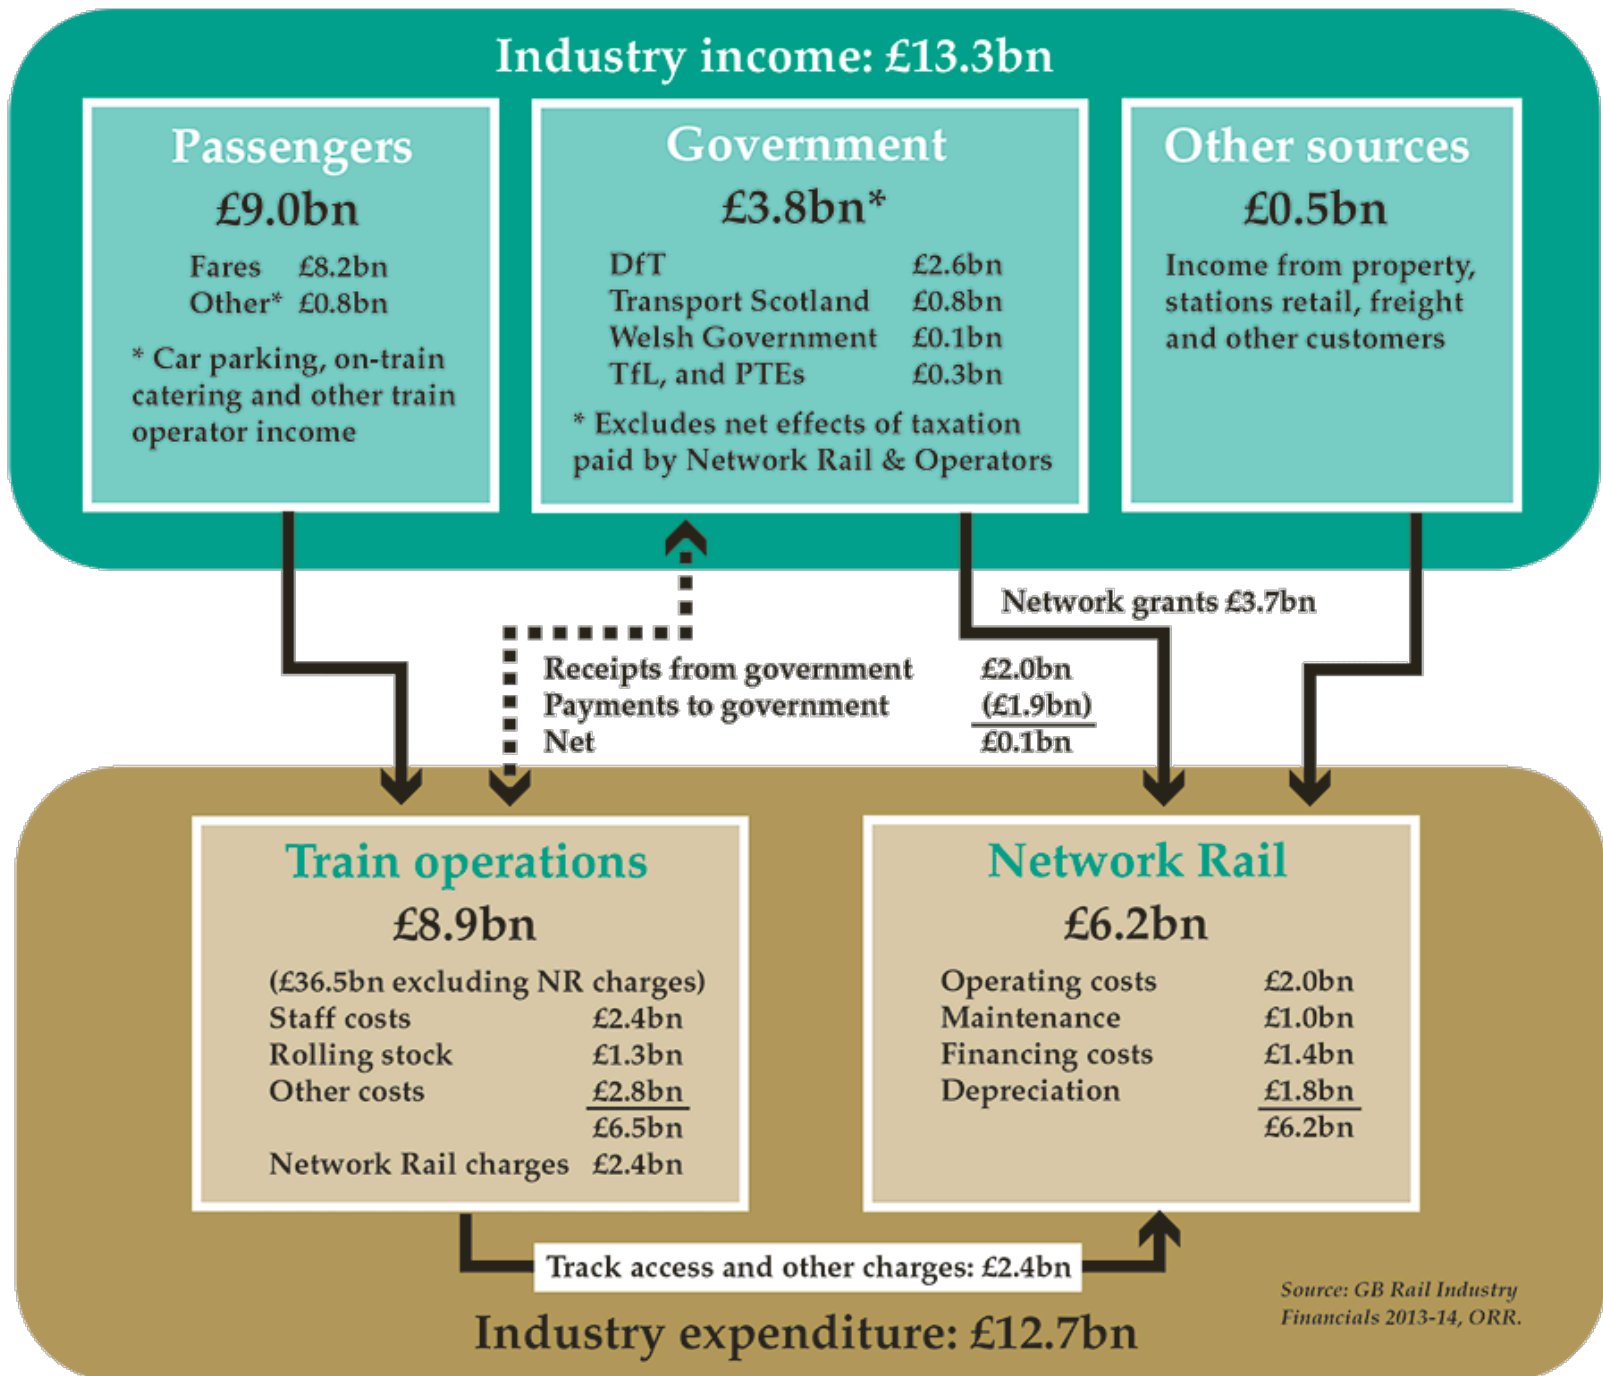 Industry income: £13.3bn
Passengers
£9.0bn
Fares £8.2bn
Other* £0.8bn
* Car parking, on-train
catering and other train
operator income
Government
£3.8bn*
DfT £2.6bn
Transport Scotland £0.8bn
Welsh Government £0.1bn
TfL, and PTEs £0.3bn
* Excludes net effects of taxation
paid by Network Rail & Operators
Other sources
£0.5bn
Income from property,
stations retail, freight
and other customers
Network grants £3.7bn
Receipts from government £2.0bn
Payments to government (£1.9bn)
Net £0.1bn
Train operations
£8.9bn
(£36.5bn excluding NR charges)
Staff costs £2.4bn
Rolling stock £1.3bn
Other costs £2.8bn
£6.5bn
Network Rail charges £2.4bn
Network Rail
£6.2bn
Operating costs £2.0bn
Maintenance £1.0bn
Financing costs £1.4bn
Depreciation £1.8bn
£6.2bn
Track access and other charges: £2.4bn
Industry expenditure: £12.7bn
Source: GB Rail Industry
Financials 2013-14, ORR.